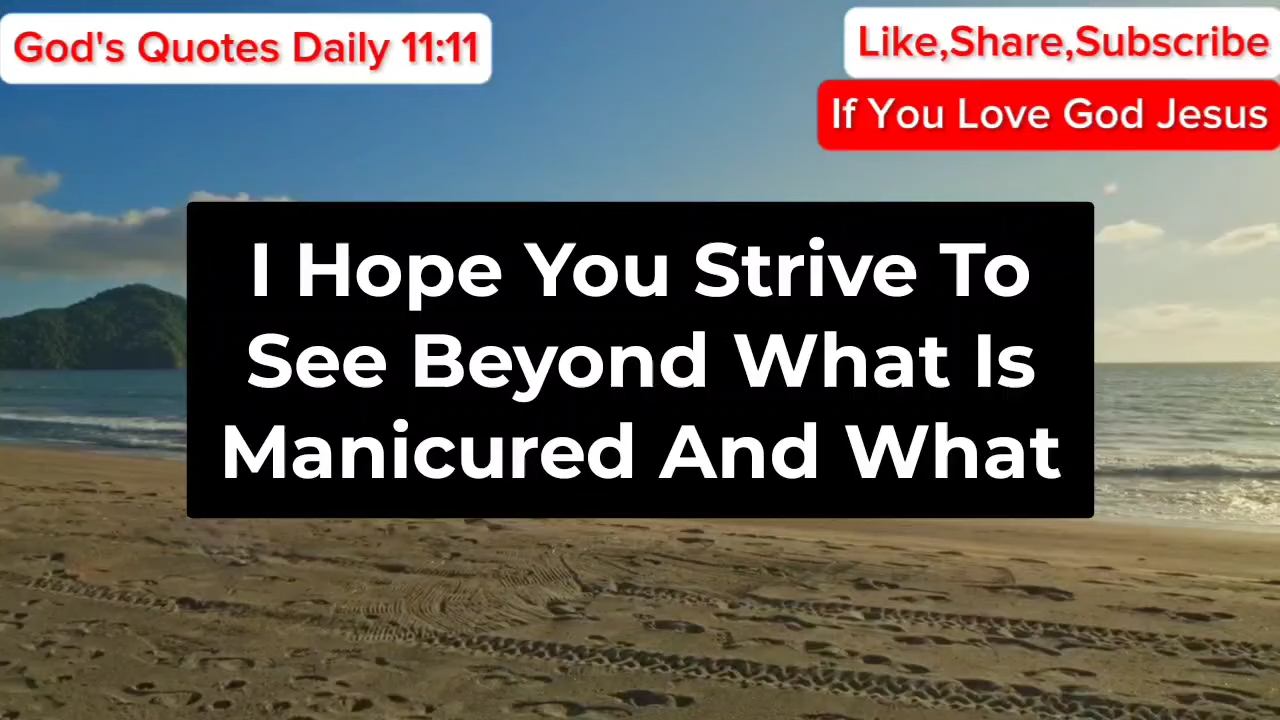 God's Quotes Daily 11:11
Like,Share,Subscribe
If You Love God Jesus
I Hope You Strive To
See Beyond What Is
Manicured And What